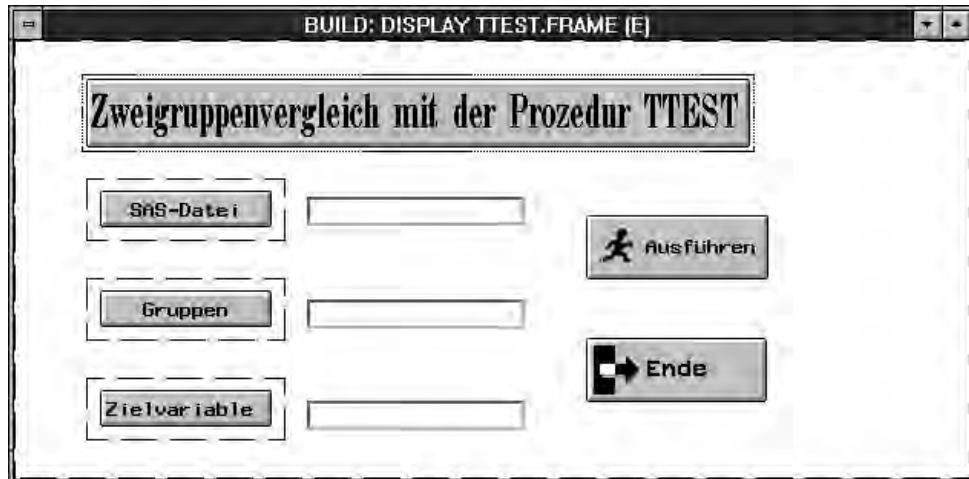 BUILD: DISPLAY TTEST.FRAME (E)
Zweigruppenvergleich mit der Prozedur TTEST
SAS-Datei
Ausführen
Gruppen
Ende
Zielvariable